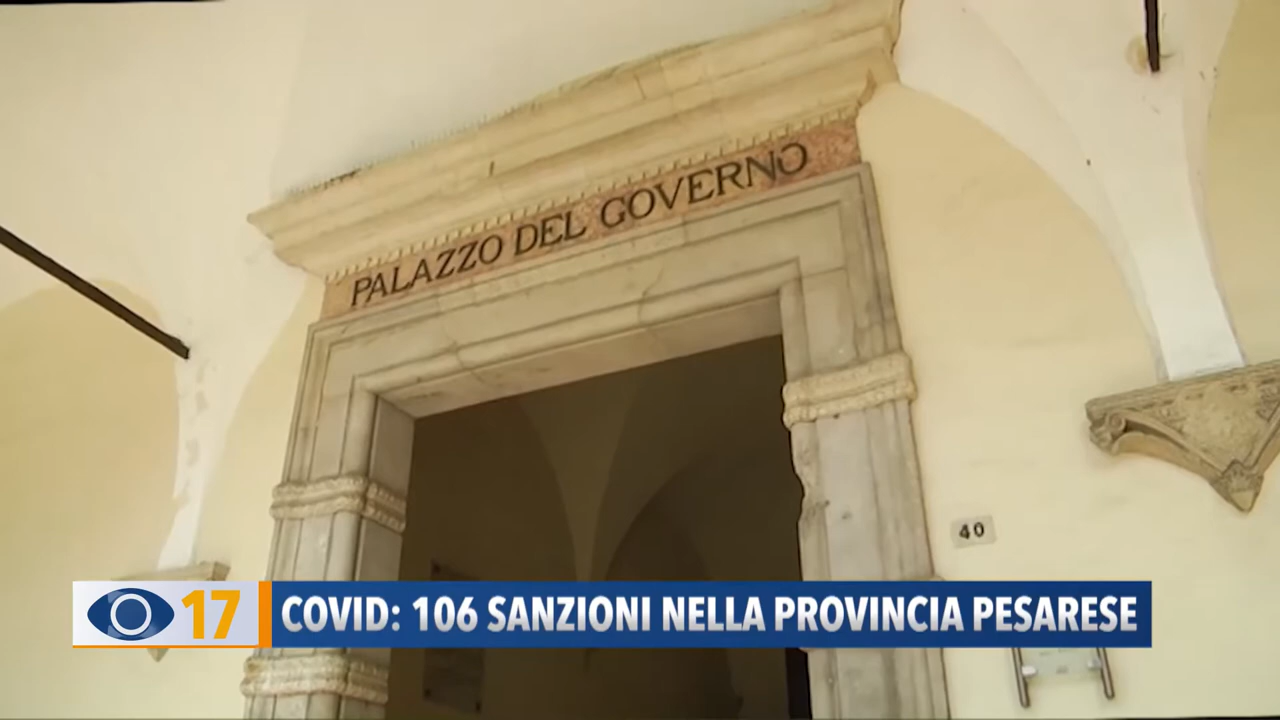 PALAZZO DEL GOVERNO
40
17
COVID: 106 SANZIONI NELLA PROVINCIA PESARESE